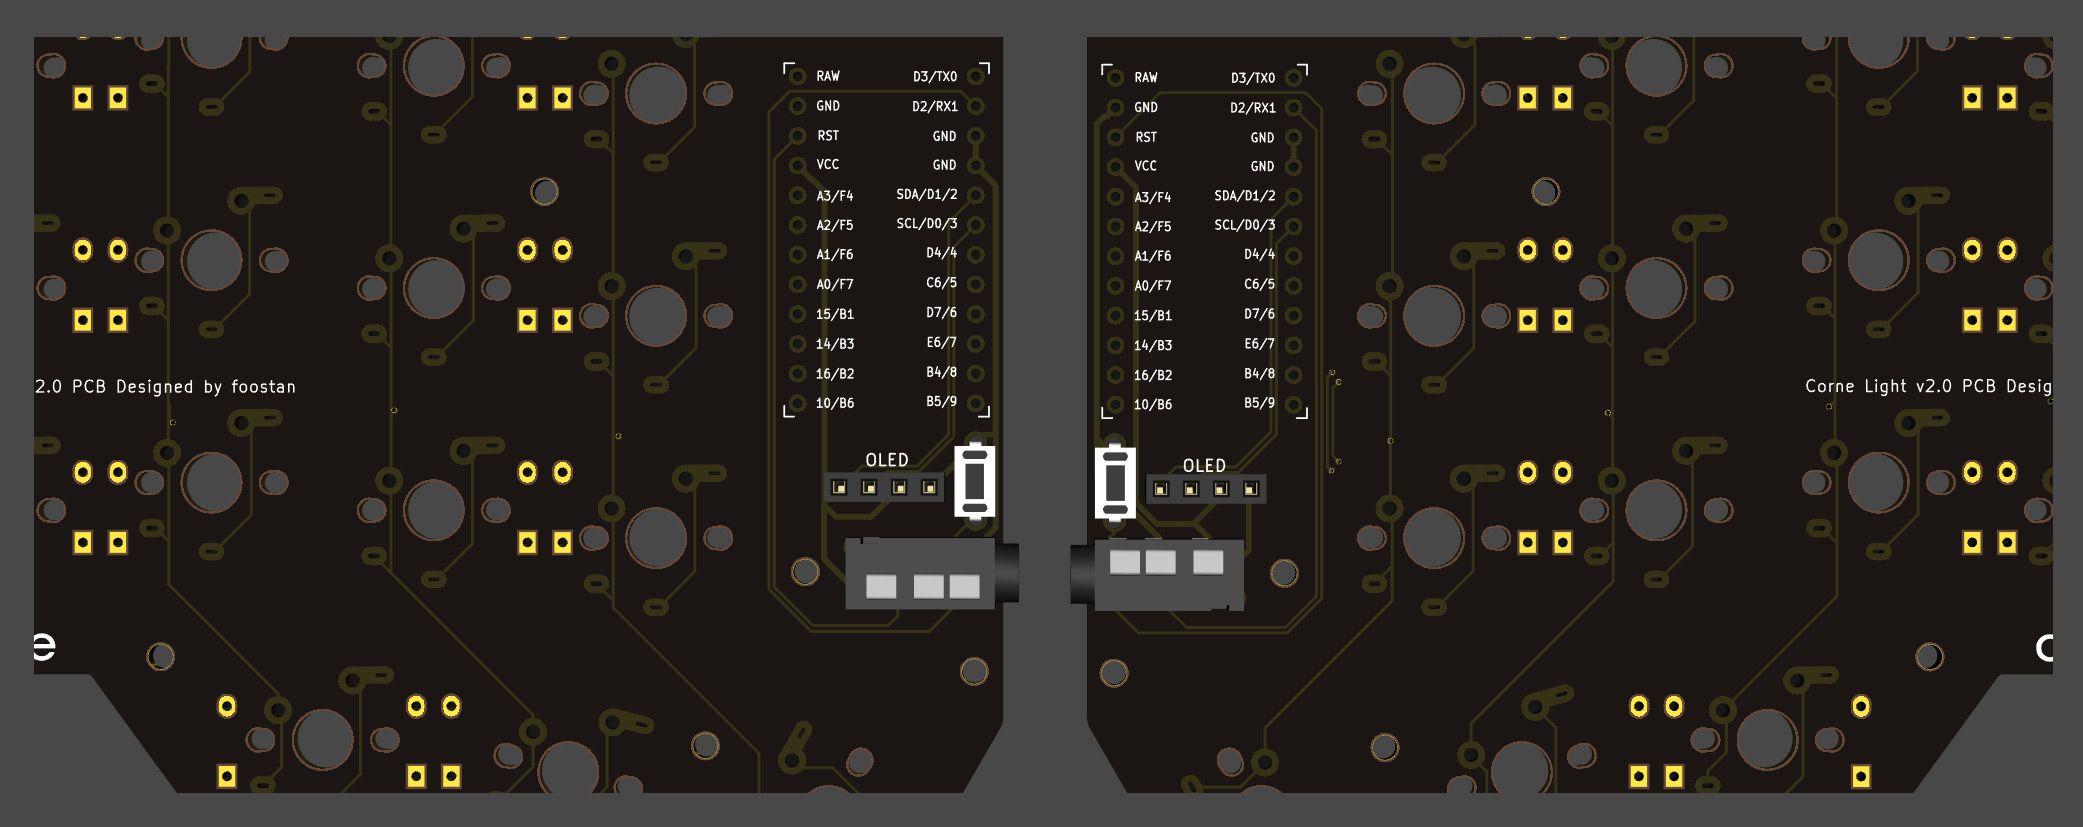 RAW D3/TX0
GND D2/RX1
RST GND
VCC GND
A3/F4 SDA/D1/2
A2/F5 SCL/D0/3
A1/F6 D4/4
A0/F7 C6/5
15/B1 D7/6
14/B3 E6/7
16/B2 B4/8
10/B6 B5/9
OLED
2.0 PCB Designed by foostan
e
RAW D3/TX0
GND D2/RX1
RST GND
VCC GND
A3/F4 SDA/D1/2
A2/F5 SCL/D0/3
A1/F6 D4/4
A0/F7 C6/5
15/B1 D7/6
14/B3 E6/7
16/B2 B4/8
10/B6 B5/9
OLED
Corne Light v2.0 PCB Desig